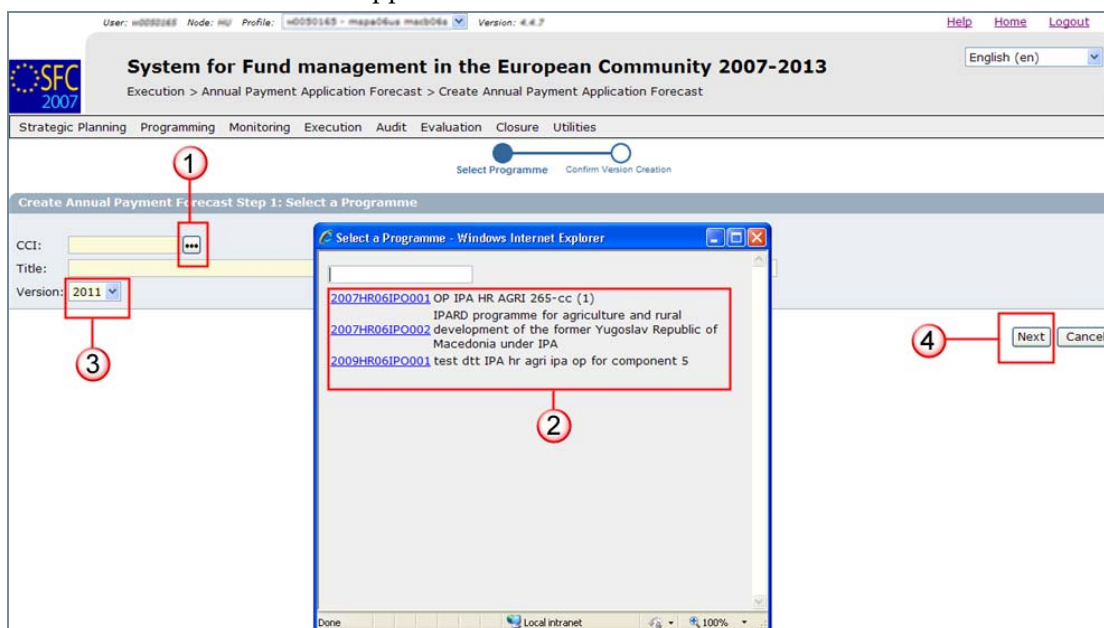 User: Node: HU Profile: Version: 4.4.7
Help Home Logout
English (en)
SFC
2007
System for Fund management in the European Community 2007-2013
Execution > Annual Payment Application Forecast > Create Annual Payment Application Forecast
Strategic Planning Programming Monitoring Execution Audit Evaluation Closure Utilities
1
Select Programme Confirm Version Creation
Create Annual Payment Forecast Step 1: Select a Programme
CCI:
Title:
Version: 2011
3
Select a Programme - Windows Internet Explorer
2007HR06IPO001 OP IPA HR AGRI 265-cc (1)
IPARD programme for agriculture and rural
2007HR06IPO002 development of the former Yugoslav Republic of
Macedonia under IPA
2009HR06IPO001 test dtt IPA hr agri ipa op for component 5
2
4
Next Cancel
Done Local intranet 100%